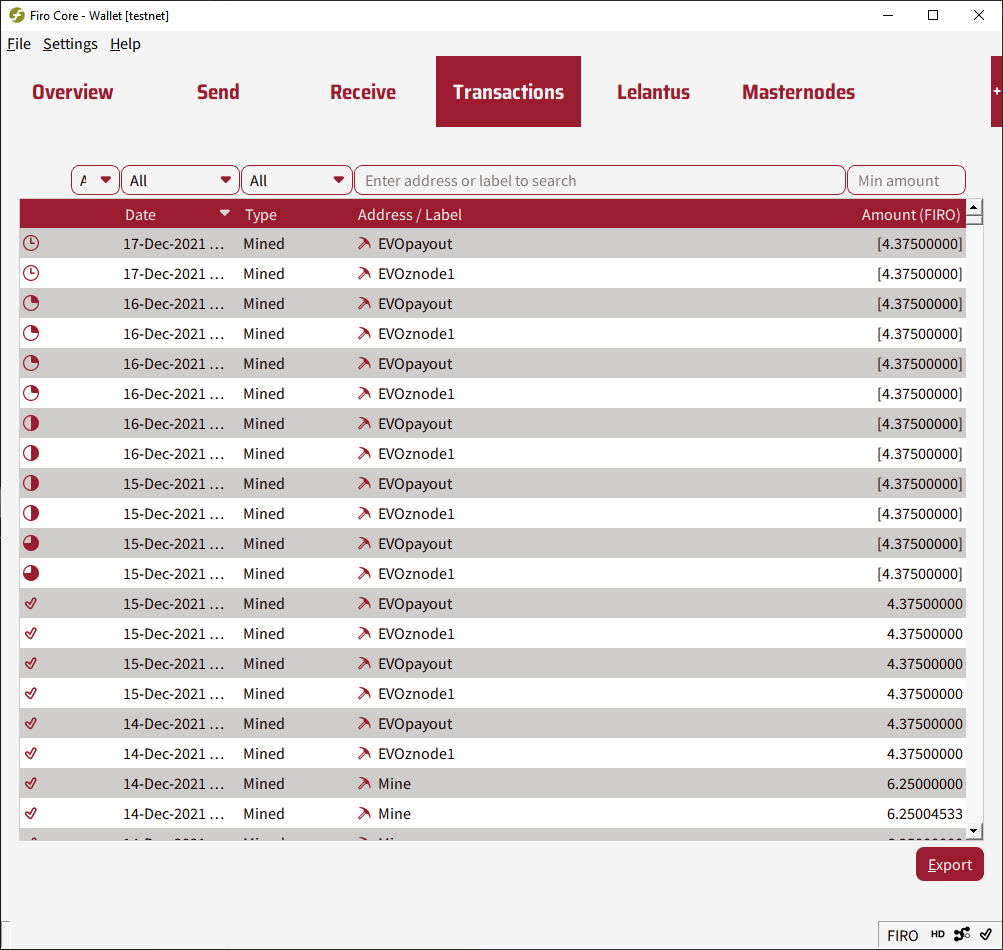 Firo Core - Wallet [testnet]
File Settings Help
Overview Send Receive Transactions Lelantus Masternodes +
All All Enter address or label to search Min amount
Date Type Address / Label Amount (FIRO)
17-Dec-2021 ... Mined EVOpayout [4.37500000]
17-Dec-2021 ... Mined EVOznode1 [4.37500000]
16-Dec-2021 ... Mined EVOpayout [4.37500000]
16-Dec-2021 ... Mined EVOznode1 [4.37500000]
16-Dec-2021 ... Mined EVOpayout [4.37500000]
16-Dec-2021 ... Mined EVOznode1 [4.37500000]
16-Dec-2021 ... Mined EVOpayout [4.37500000]
16-Dec-2021 ... Mined EVOznode1 [4.37500000]
15-Dec-2021 ... Mined EVOpayout [4.37500000]
15-Dec-2021 ... Mined EVOznode1 [4.37500000]
15-Dec-2021 ... Mined EVOpayout [4.37500000]
15-Dec-2021 ... Mined EVOznode1 [4.37500000]
15-Dec-2021 ... Mined EVOpayout 4.37500000
15-Dec-2021 ... Mined EVOznode1 4.37500000
15-Dec-2021 ... Mined EVOpayout 4.37500000
15-Dec-2021 ... Mined EVOznode1 4.37500000
14-Dec-2021 ... Mined EVOpayout 4.37500000
14-Dec-2021 ... Mined EVOznode1 4.37500000
14-Dec-2021 ... Mined Mine 6.25000000
14-Dec-2021 ... Mined Mine 6.25004533
Export
FIRO HD